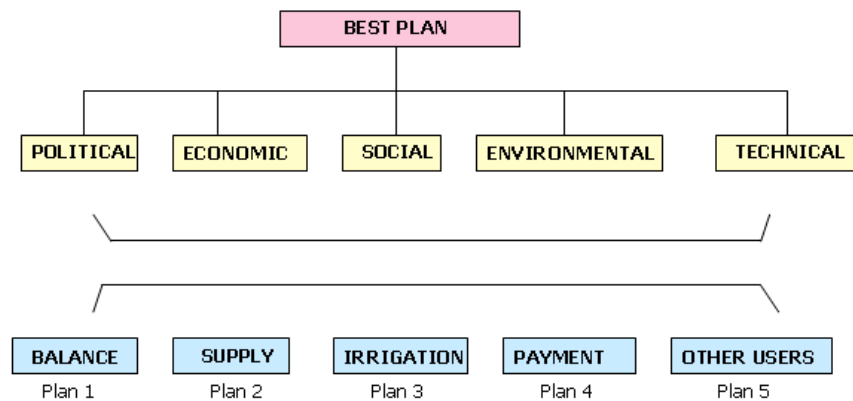 BEST PLAN
POLITICAL
ECONOMIC
SOCIAL
ENVIRONMENTAL
TECHNICAL
BALANCE
SUPPLY
IRRIGATION
PAYMENT
OTHER USERS
Plan 1
Plan 2
Plan 3
Plan 4
Plan 5